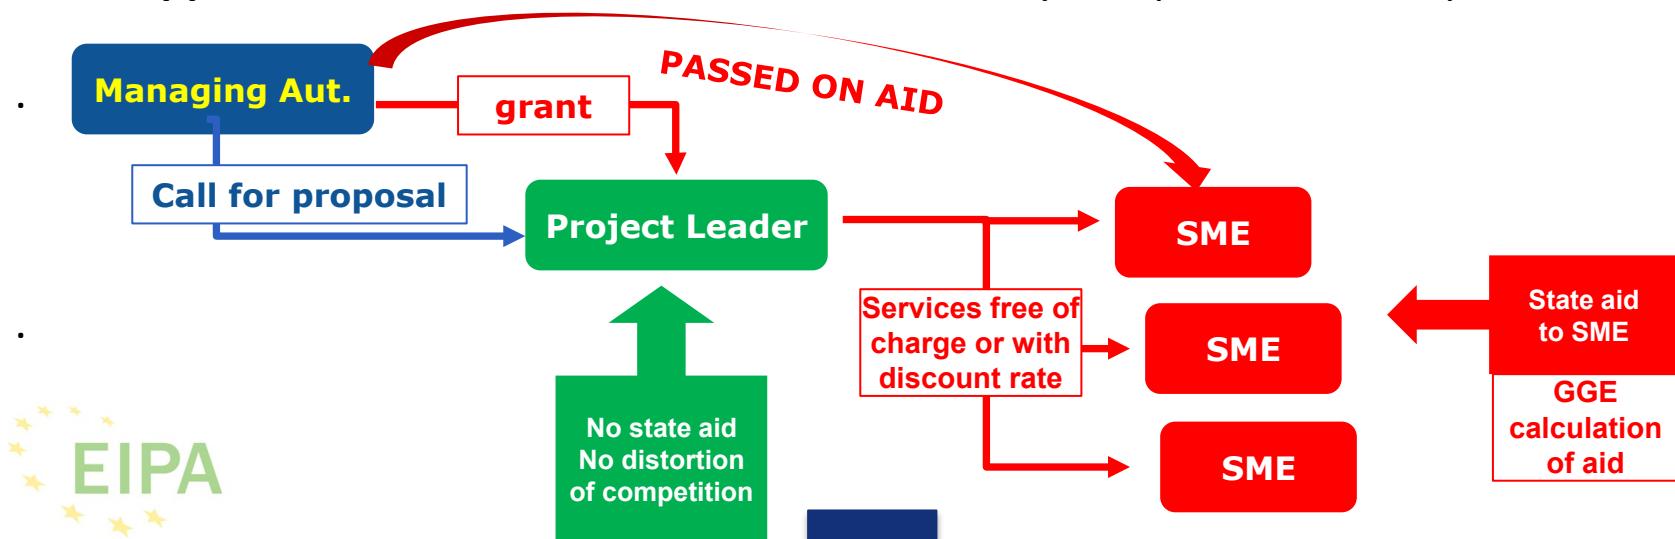 PASSED ON AID
Managing Aut.
grant
Call for proposal
Project Leader
SME
Services free of
charge or with
discount rate
SME
SME
State aid
to SME
GGE
calculation
of aid
No state aid
No distortion
of competition
EIPA